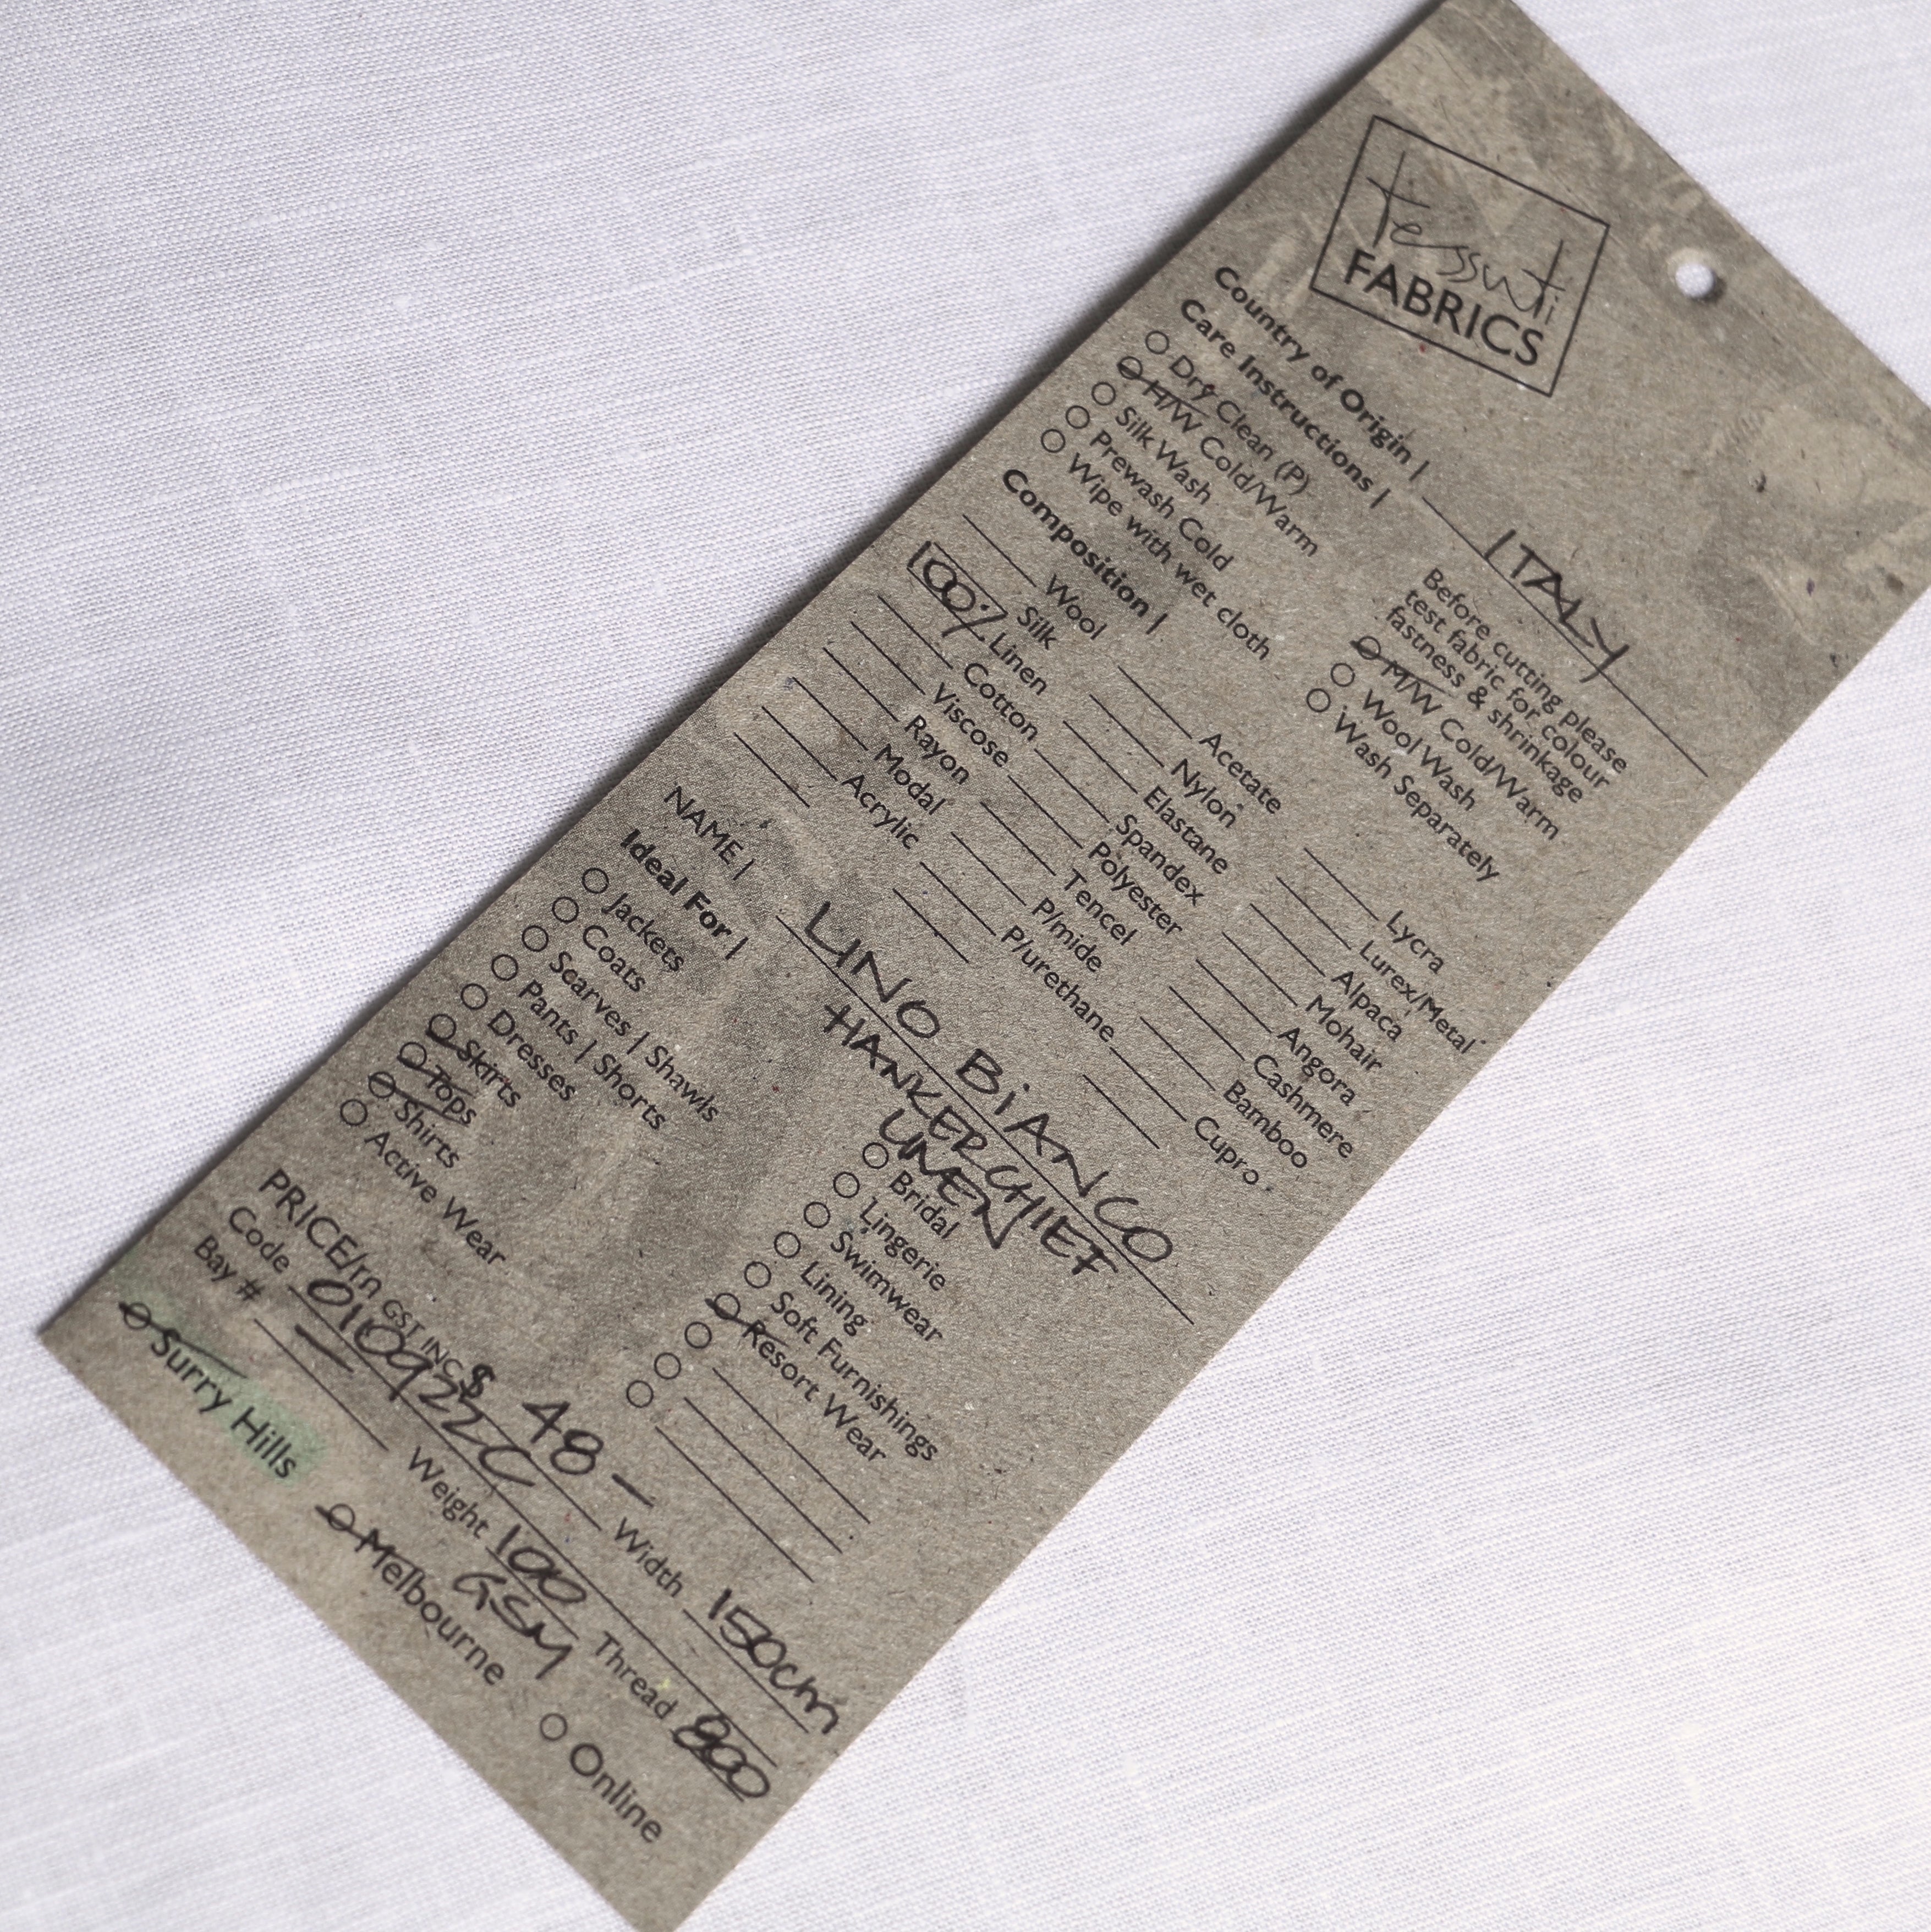 tessuti
FABRICS
Country of Origin | ITALY
Care Instructions |
Before cutting please
test fabric for colour
fastness & shrinkage
Dry Clean (P)
H/W Cold/Warm
M/W Cold/Warm
Silk Wash
Wool Wash
Prewash Cold
Wash Separately
Wipe with wet cloth
Composition |
Wool Acetate Lycra
Silk Nylon Lurex/Metal
100% Linen Elastane Alpaca
Cotton Spandex Mohair
Viscose Polyester Angora
Rayon Tencel Cashmere
Modal P/mide Bamboo
Acrylic P/urethane Cupro
NAME | LINO BiANCO
HANKERCHIEF
LINEN
Ideal For |
Jackets Bridal
Coats Lingerie
Scarves | Shawls Swimwear
Pants | Shorts Lining
Dresses Soft Furnishings
Skirts Resort Wear
Tops
Shirts
Active Wear
PRICE/m GST INC $ 48 —
Code 010922C Width 150cm
Bay # — Weight 100 GSM Thread 800
Surry Hills Melbourne Online